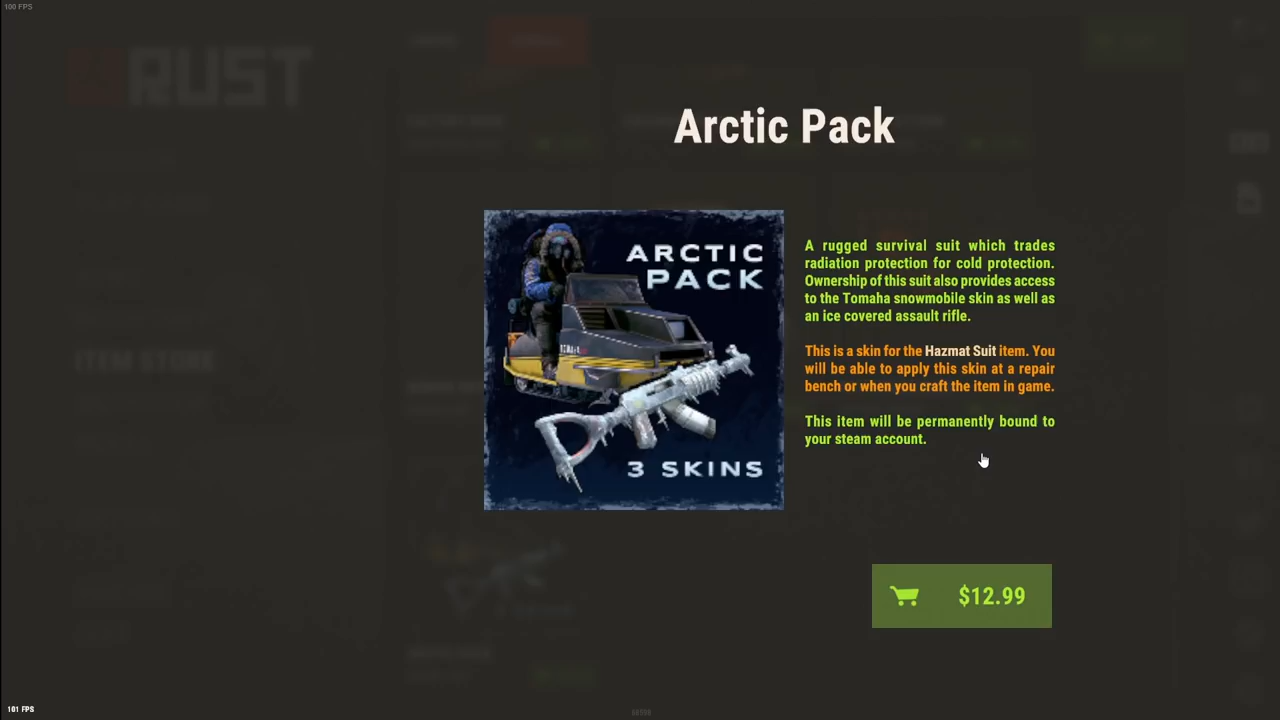 100 FPS
RUST
Arctic Pack
ARCTIC
PACK
3 SKINS
A rugged survival suit which trades
radiation protection for cold protection.
Ownership of this suit also provides access
to the Tomaha snowmobile skin as well as
an ice covered assault rifle.
This is a skin for the Hazmat Suit item. You
will be able to apply this skin at a repair
bench or when you craft the item in game.
This item will be permanently bound to
your steam account.
ITEM STORE
$12.99
101 FPS